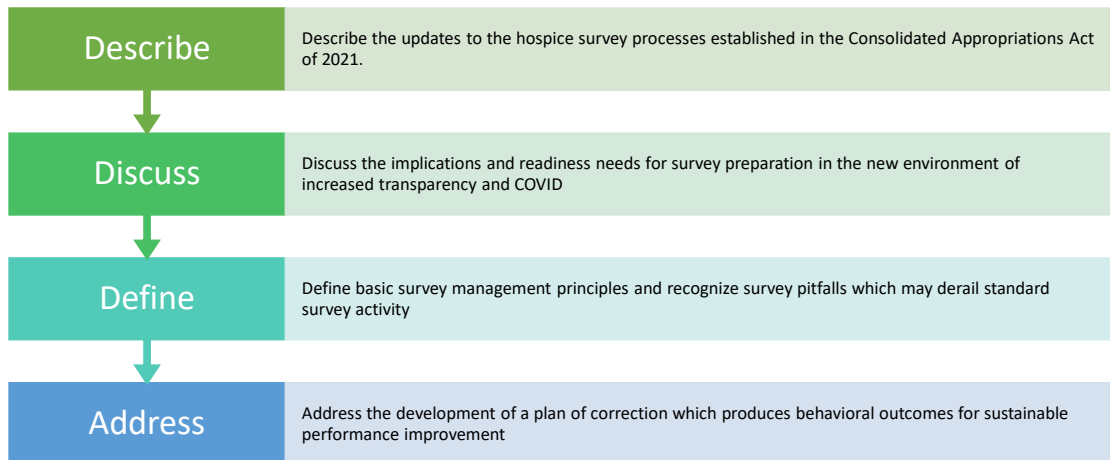 Describe
Describe the updates to the hospice survey processes established in the Consolidated Appropriations Act
of 2021.
Discuss
Discuss the implications and readiness needs for survey preparation in the new environment of
increased transparency and COVID
Define
Define basic survey management principles and recognize survey pitfalls which may derail standard
survey activity
Address
Address the development of a plan of correction which produces behavioral outcomes for sustainable
performance improvement